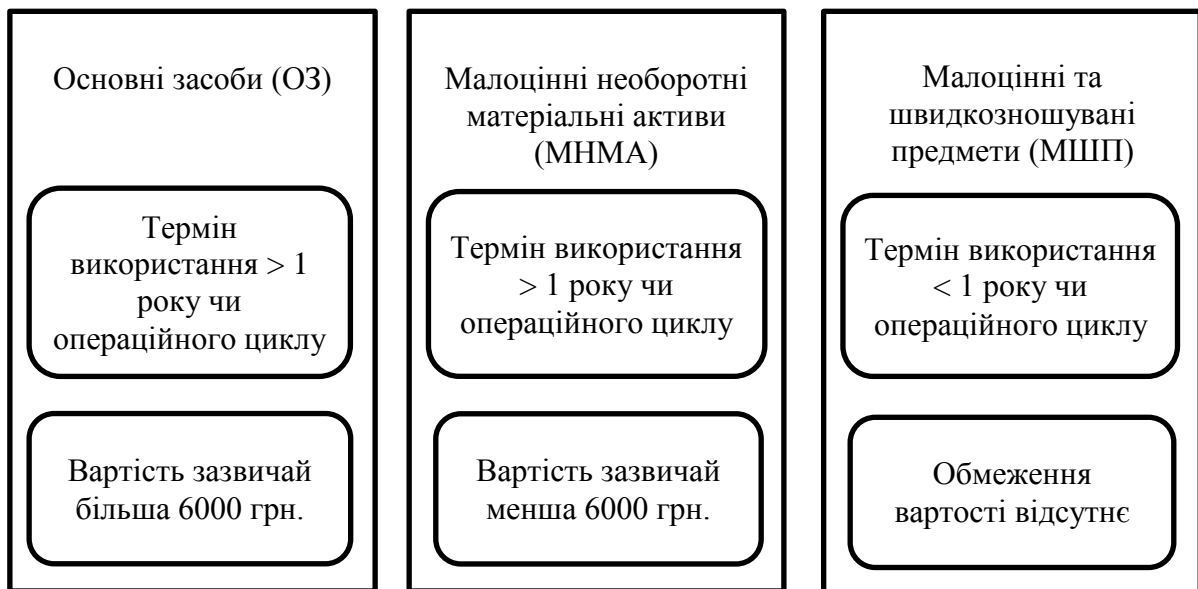 Основні засоби (ОЗ)
Термін
використання > 1
року чи
операційного циклу
Вартість зазвичай
більша 6000 грн.
Малоцінні необоротні
матеріальні активи
(МНМА)
Термін використання
> 1 року чи
операційного циклу
Вартість зазвичай
менша 6000 грн.
Малоцінні та
швидкозношувані
предмети (МШП)
Термін використання
< 1 року чи
операційного циклу
Обмеження
вартості відсутнє